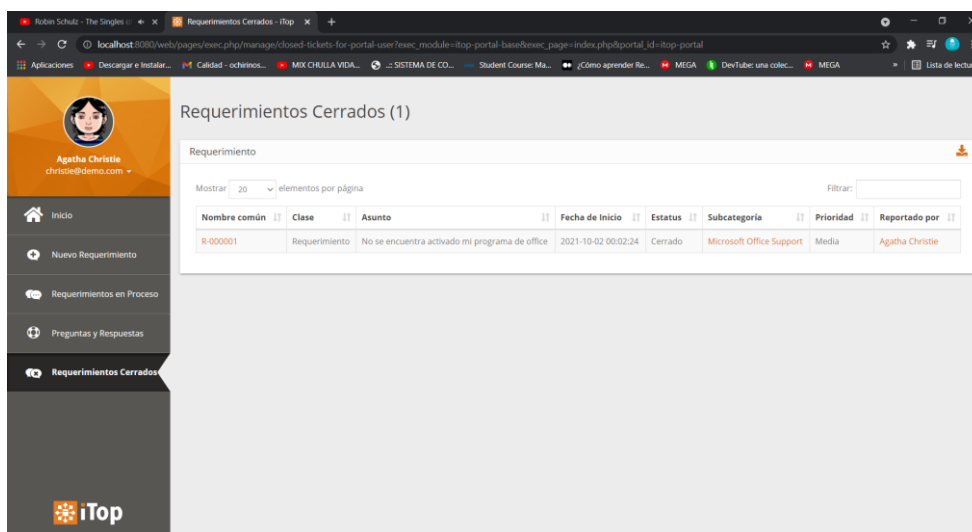 Robin Schulz - The Singles
Requerimientos Cerrados - iTop
localhost:8080/web/pages/exec.php/manage/closed-tickets-for-portal-user?exec_module=itop-portal-base&exec_page=index.php&portal_id=itop-portal
Aplicaciones Descargar e Instalar... Calidad - ochirinos... MIX CHULLA VIDA... ..: SISTEMA DE CO... Student Course: Ma... ¿Cómo aprender Re... MEGA DevTube: una colec... MEGA » Lista de lectu
Agatha Christie
christie@demo.com
Inicio
Nuevo Requerimiento
Requerimientos en Proceso
Preguntas y Respuestas
Requerimientos Cerrados
iTop
Requerimientos Cerrados (1)
Requerimiento
Mostrar 20 elementos por página Filtrar:
Nombre común Clase Asunto Fecha de Inicio Estatus Subcategoría Prioridad Reportado por
R-000001 Requerimiento No se encuentra activado mi programa de office 2021-10-02 00:02:24 Cerrado Microsoft Office Support Media Agatha Christie